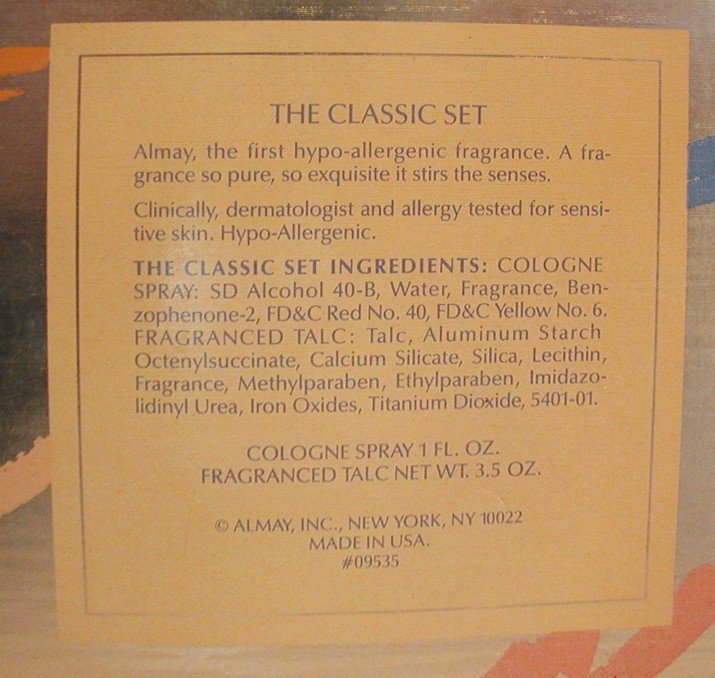 THE CLASSIC SET
Almay, the first hypo-allergenic fragrance. A fra-
grance so pure, so exquisite it stirs the senses.
Clinically, dermatologist and allergy tested for sensi-
tive skin. Hypo-Allergenic.
THE CLASSIC SET INGREDIENTS: COLOGNE
SPRAY: SD Alcohol 40-B, Water, Fragrance, Ben-
zophenone-2, FD&C Red No. 40, FD&C Yellow No. 6.
FRAGRANCED TALC: Talc, Aluminum Starch
Octenylsuccinate, Calcium Silicate, Silica, Lecithin,
Fragrance, Methylparaben, Ethylparaben, Imidazo-
lidinyl Urea, Iron Oxides, Titanium Dioxide, 5401-01.
COLOGNE SPRAY 1 FL. OZ.
FRAGRANCED TALC NET WT. 3.5 OZ.
© ALMAY, INC., NEW YORK, NY 10022
MADE IN USA.
#09535